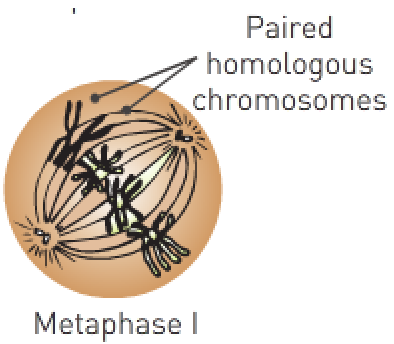 Paired
homologous
chromosomes
Metaphase I